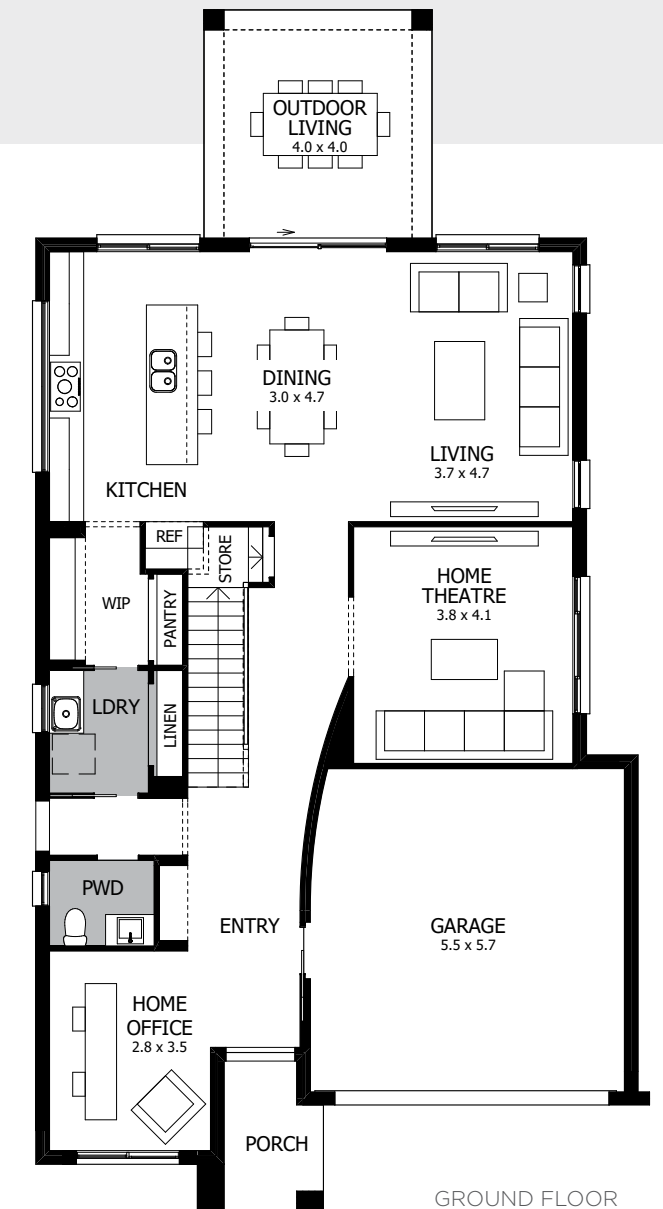 OUTDOOR
LIVING
4.0 x 4.0
DINING
3.0 x 4.7
LIVING
3.7 x 4.7
KITCHEN
REF
STORE
HOME
THEATRE
3.8 x 4.1
WIP
PANTRY
LDRY
LINEN
PWD
ENTRY
GARAGE
5.5 x 5.7
HOME
OFFICE
2.8 x 3.5
PORCH
GROUND FLOOR